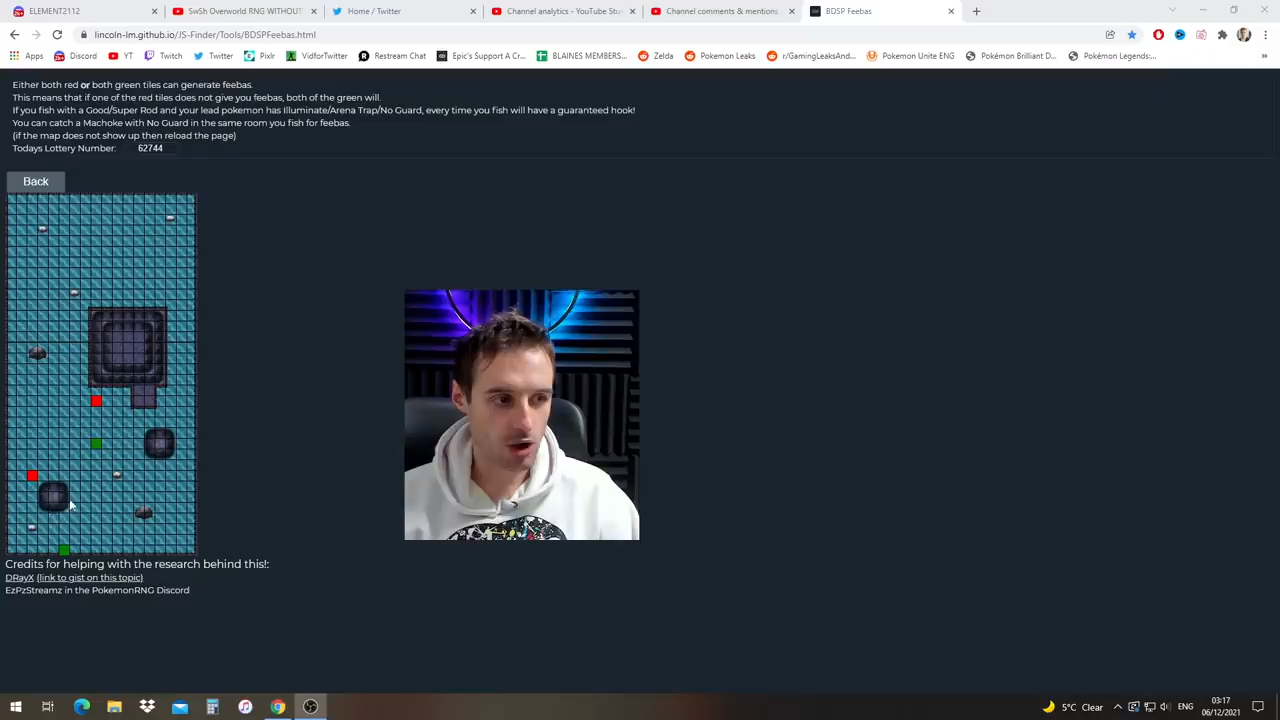 ELEMENT2112
SwSh Overworld RNG WITHOUT
Home / Twitter
Channel analytics - YouTube Stu
Channel comments & mentions
BDSP Feebas
lincoln-lm.github.io/JS-Finder/Tools/BDSPFeebas.html
Apps
Discord
YT
Twitch
Twitter
Pixlr
VidforTwitter
Restream Chat
Epic's Support A Cr...
BLAINES MEMBERS...
Zelda
Pokemon Leaks
r/GamingLeaksAnd...
Pokemon Unite ENG
Pokémon Brilliant D...
Pokémon Legends:...
Either both red or both green tiles can generate feebas.
This means that if one of the red tiles does not give you feebas, both of the green will.
If you fish with a Good/Super Rod and your lead pokemon has Illuminate/Arena Trap/No Guard, every time you fish will have a guaranteed hook!
You can catch a Machoke with No Guard in the same room you fish for feebas.
(if the map does not show up then reload the page)
Todays Lottery Number: 62744
Back
Credits for helping with the research behind this!:
DRayX (link to gist on this topic)
EzPzStreamz in the PokemonRNG Discord
5°C Clear
ENG
03:17
06/12/2021